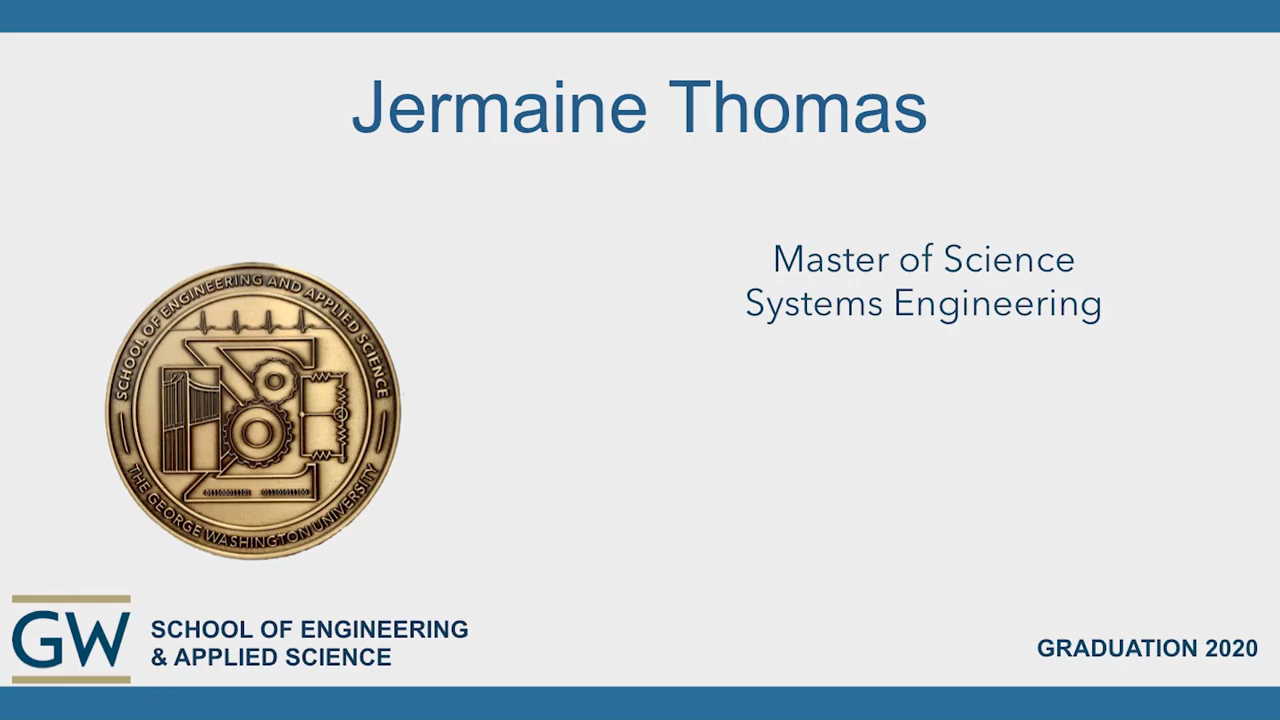 Jermaine Thomas
Master of Science
Systems Engineering
SCHOOL OF ENGINEERING AND APPLIED SCIENCE
THE GEORGE WASHINGTON UNIVERSITY
GW
SCHOOL OF ENGINEERING
& APPLIED SCIENCE
GRADUATION 2020